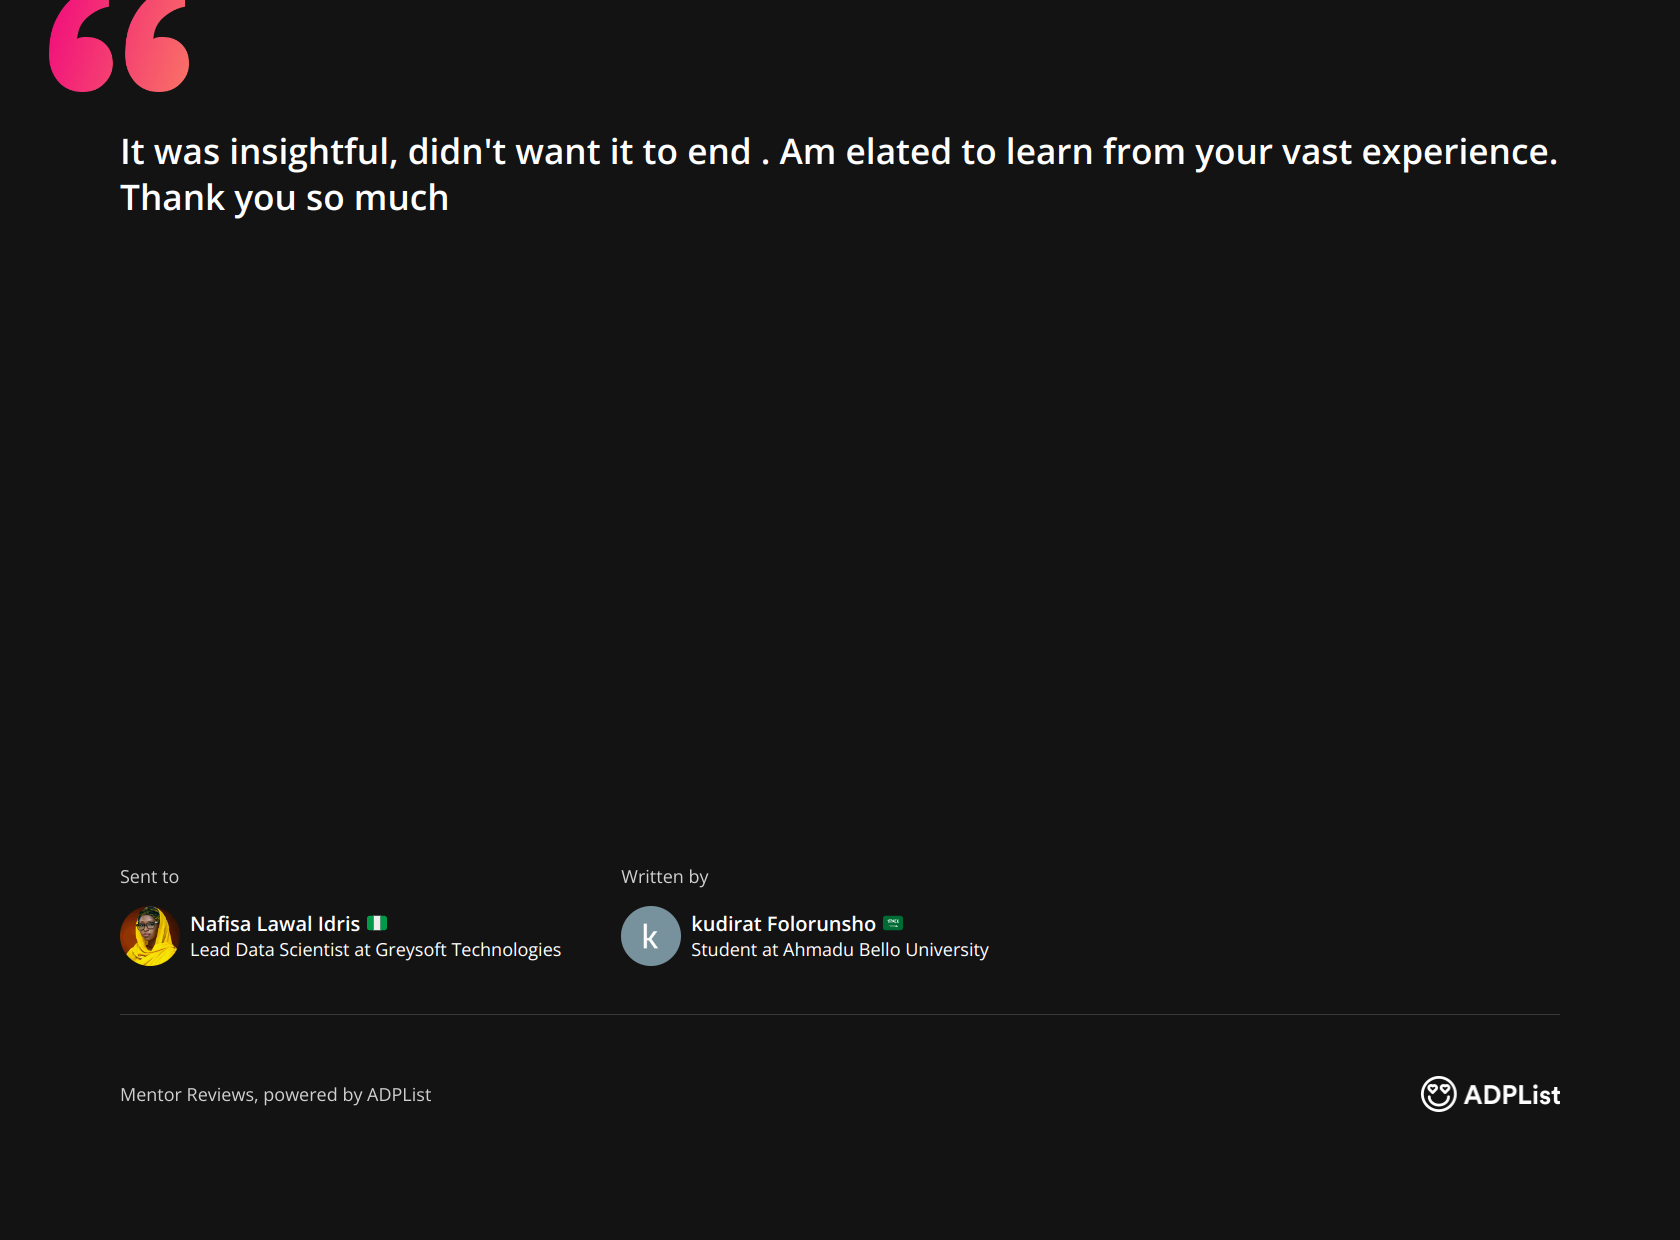 It was insightful, didn't want it to end . Am elated to learn from your vast experience.
Thank you so much
Sent to
Nafisa Lawal Idris
Lead Data Scientist at Greysoft Technologies
Written by
k
kudirat Folorunsho
Student at Ahmadu Bello University
Mentor Reviews, powered by ADPList
ADPList